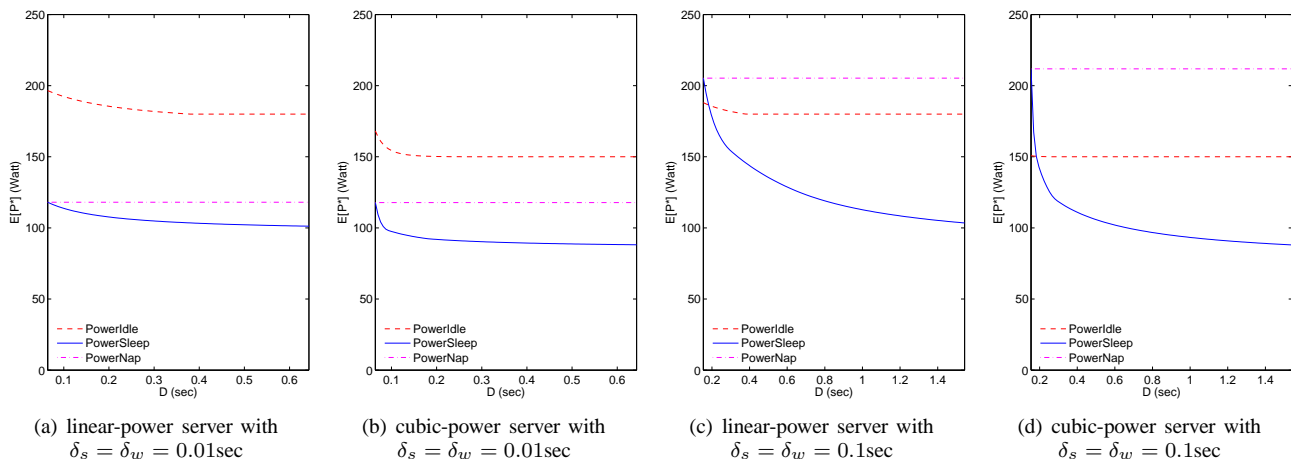 250
200
150
100
50
0
E[P*] (Watt)
PowerIdle
PowerSleep
PowerNap
0.1 0.2 0.3 0.4 0.5 0.6
D (sec)
(a) linear-power server with
δs = δw = 0.01sec
250
200
150
100
50
0
E[P*] (Watt)
PowerIdle
PowerSleep
PowerNap
0.1 0.2 0.3 0.4 0.5 0.6
D (sec)
(b) cubic-power server with
δs = δw = 0.01sec
250
200
150
100
50
0
E[P*] (Watt)
PowerIdle
PowerSleep
PowerNap
0.2 0.4 0.6 0.8 1 1.2 1.4
D (sec)
(c) linear-power server with
δs = δw = 0.1sec
250
200
150
100
50
0
E[P*] (Watt)
PowerIdle
PowerSleep
PowerNap
0.2 0.4 0.6 0.8 1 1.2 1.4
D (sec)
(d) cubic-power server with
δs = δw = 0.1sec